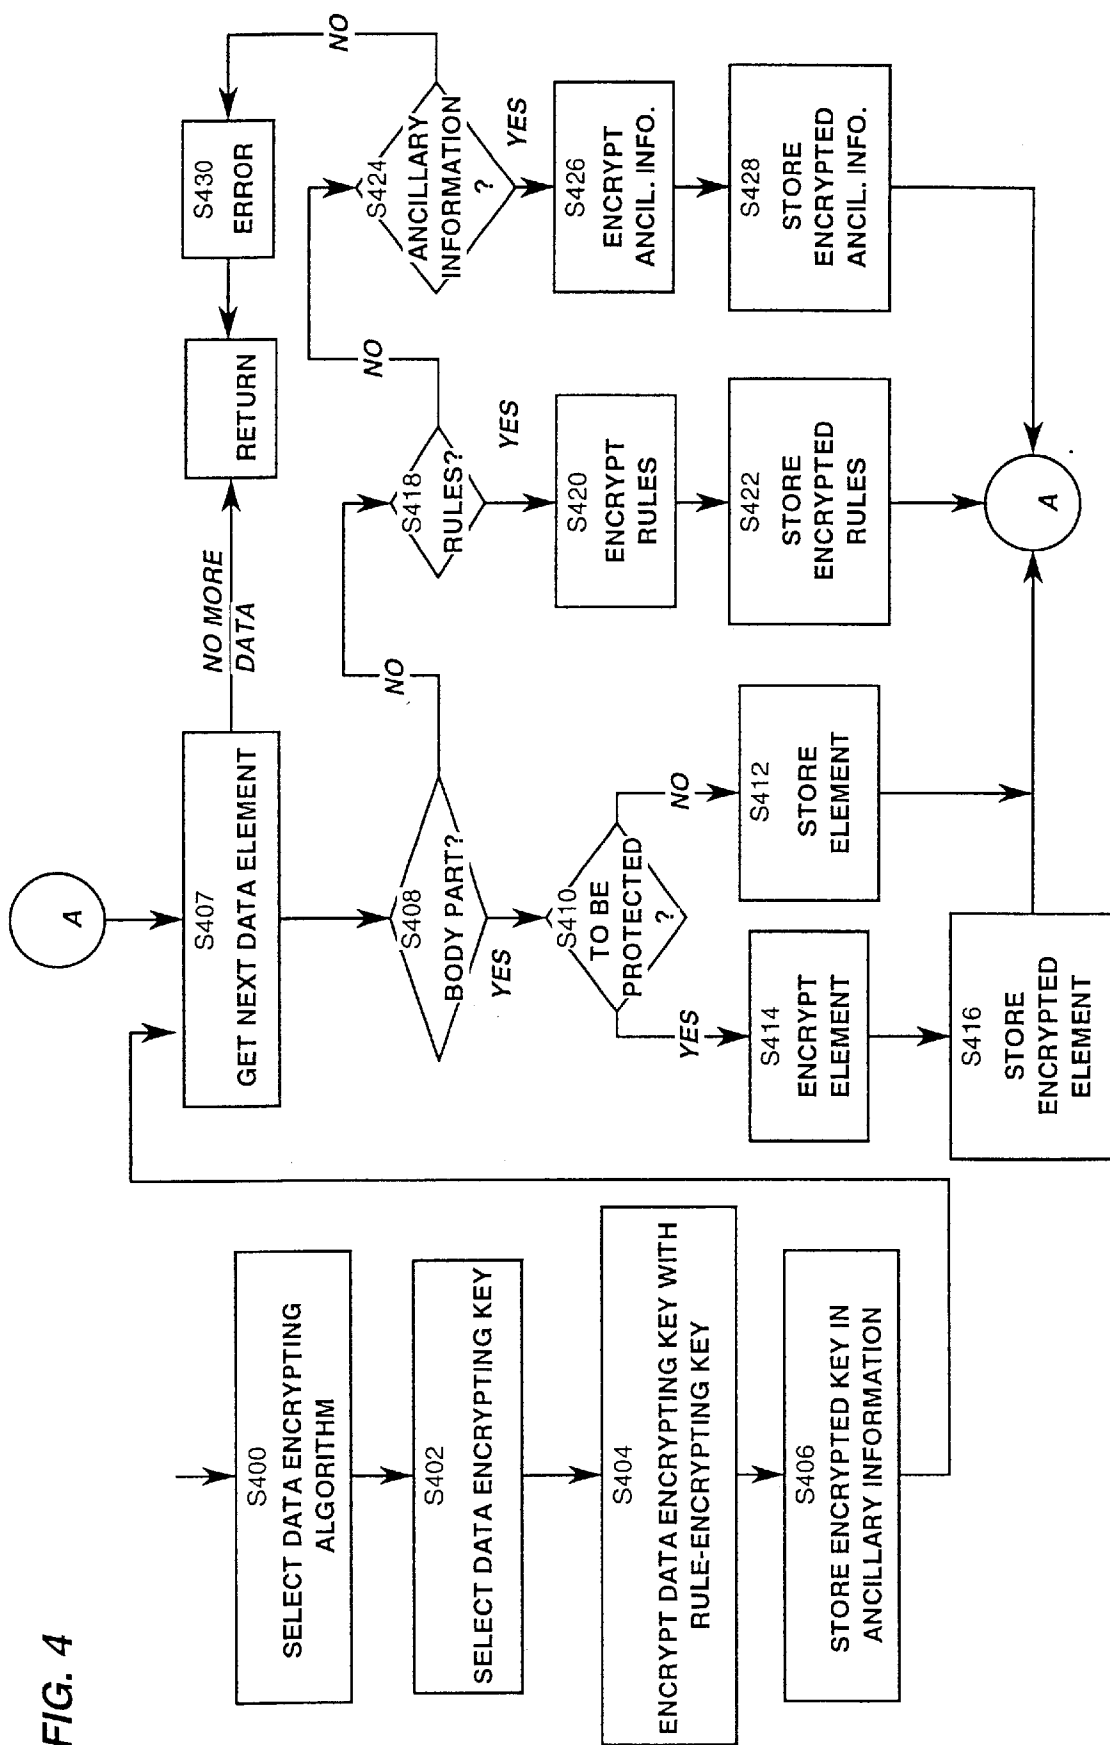 FIG. 4
S400
SELECT DATA ENCRYPTING
ALGORITHM
S402
SELECT DATA ENCRYPTING KEY
S404
ENCRYPT DATA ENCRYPTING KEY WITH
RULE-ENCRYPTING KEY
S406
STORE ENCRYPTED KEY IN
ANCILLARY INFORMATION
A
S407
GET NEXT DATA ELEMENT
NO MORE
DATA
RETURN
S430
ERROR
S408
BODY PART?
YES
NO
S410
TO BE
PROTECTED
?
YES
NO
S414
ENCRYPT
ELEMENT
S416
STORE
ENCRYPTED
ELEMENT
S412
STORE
ELEMENT
S418
RULES?
YES
NO
S420
ENCRYPT
RULES
S422
STORE
ENCRYPTED
RULES
S424
ANCILLARY
INFORMATION
?
YES
NO
S426
ENCRYPT
ANCIL. INFO.
S428
STORE
ENCRYPTED
ANCIL. INFO.
A